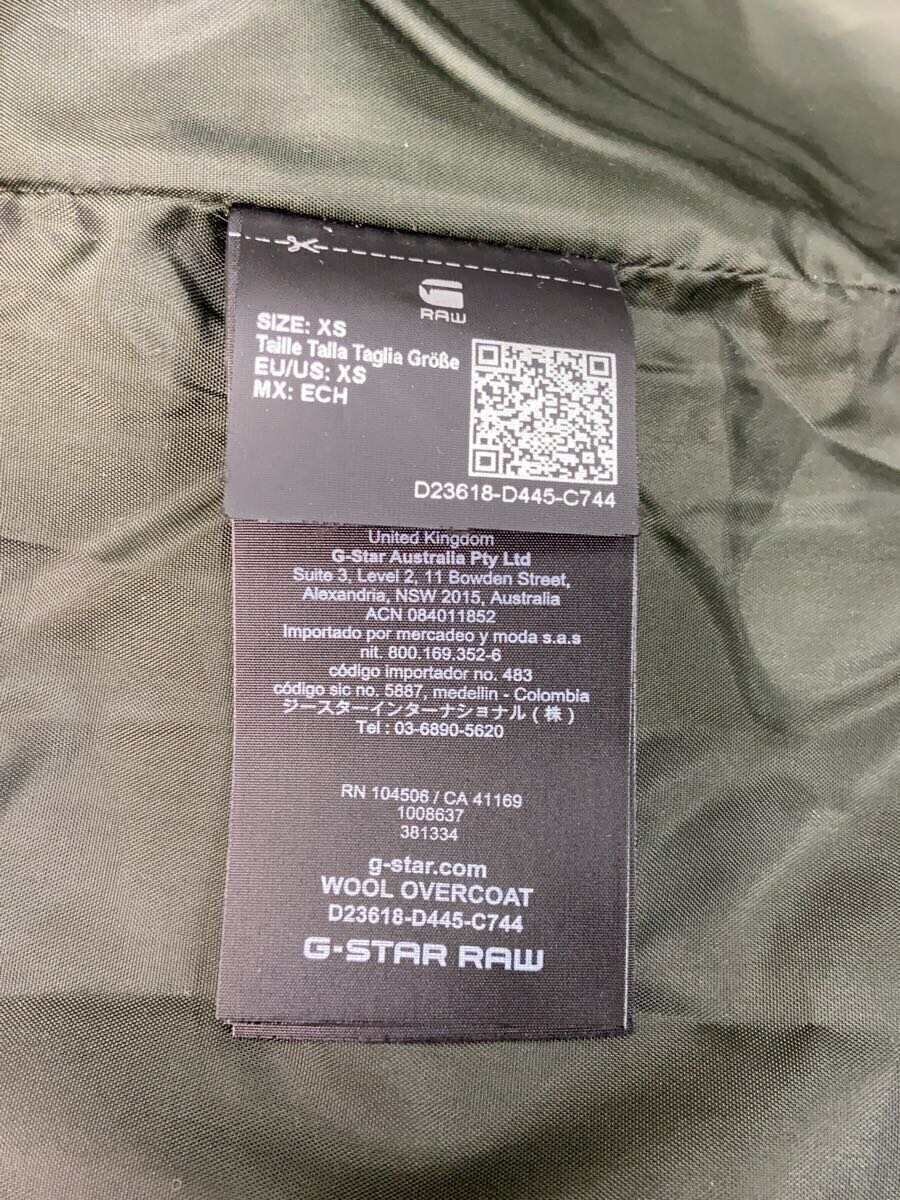 RAW
SIZE: XS
Taille Talla Taglia Größe
EU/US: XS
MX: ECH
D23618-D445-C744
United Kingdom
G-Star Australia Pty Ltd
Suite 3, Level 2, 11 Bowden Street,
Alexandria, NSW 2015, Australia
ACN 084011852
Importado por mercadeo y moda s.a.s
nit. 800.169.352-6
código importador no. 483
código sic no. 5887, medellin - Colombia
ジースターインターナショナル(株)
Tel : 03-6890-5620
RN 104506 / CA 41169
1008637
381334
g-star.com
WOOL OVERCOAT
D23618-D445-C744
G-STAR RAW